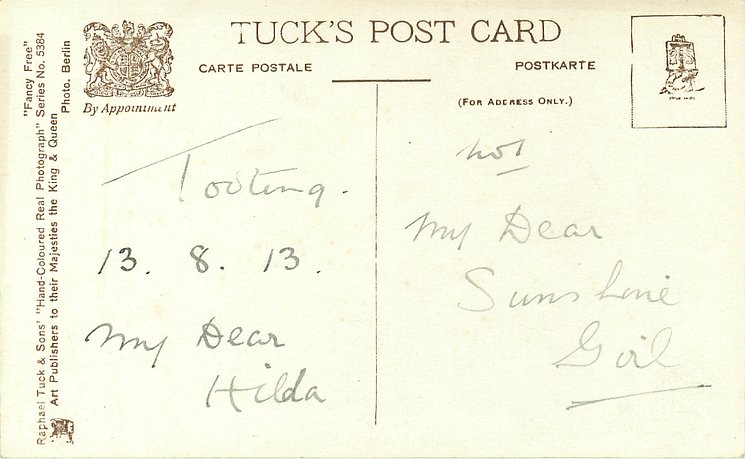 TUCK'S POST CARD
CARTE POSTALE
POSTKARTE
(FOR ADDRESS ONLY.)
By Appointment
"Fancy Free"
Raphael Tuck & Sons' "Hand-Coloured Real Photograph" Series No. 5384
Art Publishers to their Majesties the King & Queen
Photo. Berlin
Tooting.
13. 8. 13.
My Dear
Hilda
not
My Dear
Sunshine
Girl